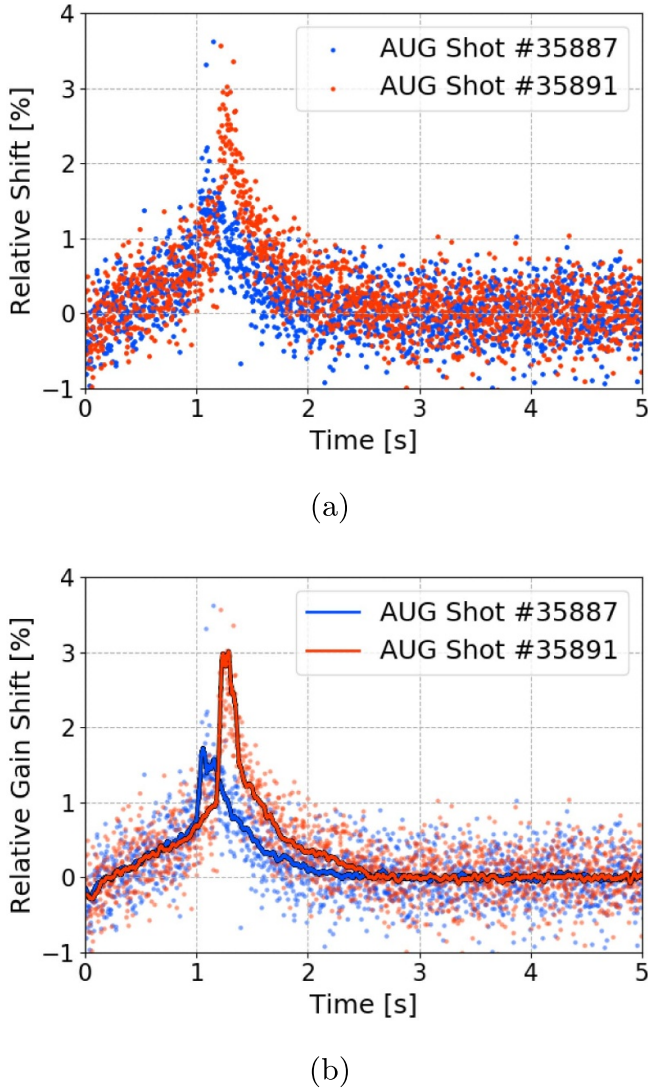 4
3
2
1
0
−1
Relative Shift [%]
AUG Shot #35887
AUG Shot #35891
0 1 2 3 4 5
Time [s]
(a)
4
3
2
1
0
−1
Relative Gain Shift [%]
AUG Shot #35887
AUG Shot #35891
0 1 2 3 4 5
Time [s]
(b)